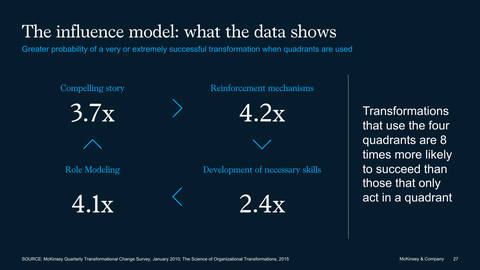 The influence model: what the data shows
Greater probability of a very or extremely successful transformation when quadrants are used
Compelling story
3.7x
Reinforcement mechanisms
4.2x
Role Modeling
4.1x
Development of necessary skills
2.4x
Transformations
that use the four
quadrants are 8
times more likely
to succeed than
those that only
act in a quadrant
SOURCE: McKinsey Quarterly Transformational Change Survey, January 2010; The Science of Organizational Transformations, 2015
McKinsey & Company
27